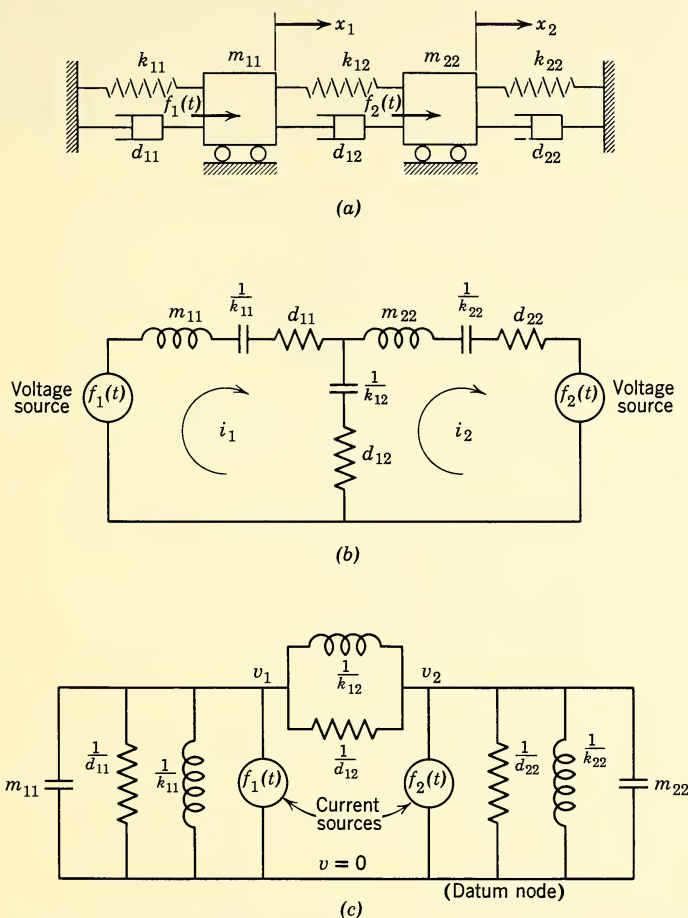 x1 x2
k11 m11 k12 m22 k22
f1(t) f2(t)
d11 d12 d22
(a)
m11 1/k11 d11 m22 1/k22 d22
Voltage source f1(t) i1 1/k12 d12 i2 f2(t) Voltage source
(b)
v1 1/k12 v2
1/d12
m11 1/d11 1/k11 f1(t) Current sources f2(t) 1/d22 1/k22 m22
v = 0
(Datum node)
(c)